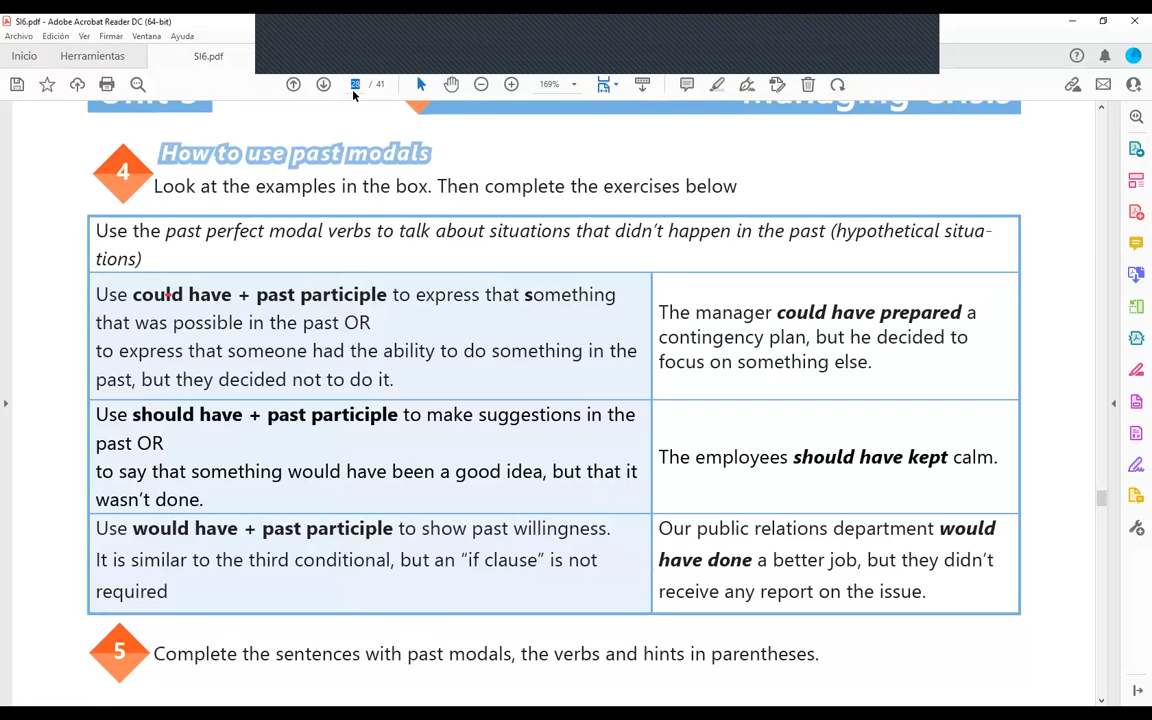 SI6.pdf - Adobe Acrobat Reader DC (64-bit)
Archivo Edición Ver Firmar Ventana Ayuda
Inicio Herramientas SI6.pdf
28 / 41 169%
Managing Crisis
4
How to use past modals
Look at the examples in the box. Then complete the exercises below
Use the past perfect modal verbs to talk about situations that didn't happen in the past (hypothetical situa-
tions)
Use could have + past participle to express that something
that was possible in the past OR
to express that someone had the ability to do something in the
past, but they decided not to do it.
The manager could have prepared a
contingency plan, but he decided to
focus on something else.
Use should have + past participle to make suggestions in the
past OR
to say that something would have been a good idea, but that it
wasn't done.
The employees should have kept calm.
Use would have + past participle to show past willingness.
It is similar to the third conditional, but an "if clause" is not
required
Our public relations department would
have done a better job, but they didn't
receive any report on the issue.
5
Complete the sentences with past modals, the verbs and hints in parentheses.